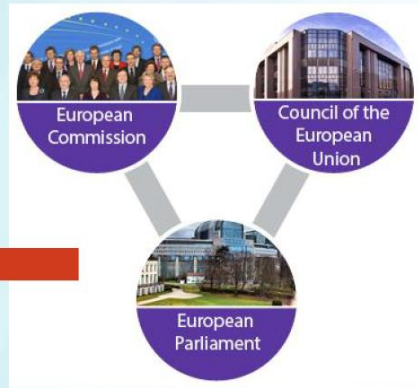 European
Commission
Council of the
European
Union
European
Parliament